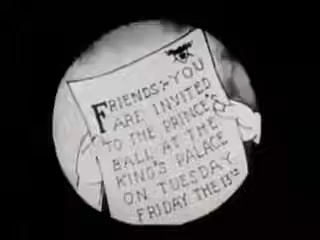 FRIENDS:- YOU
ARE INVITED
TO THE PRINCE'S
BALL AT THE
KING'S PALACE
ON TUESDAY
FRIDAY THE 13TH